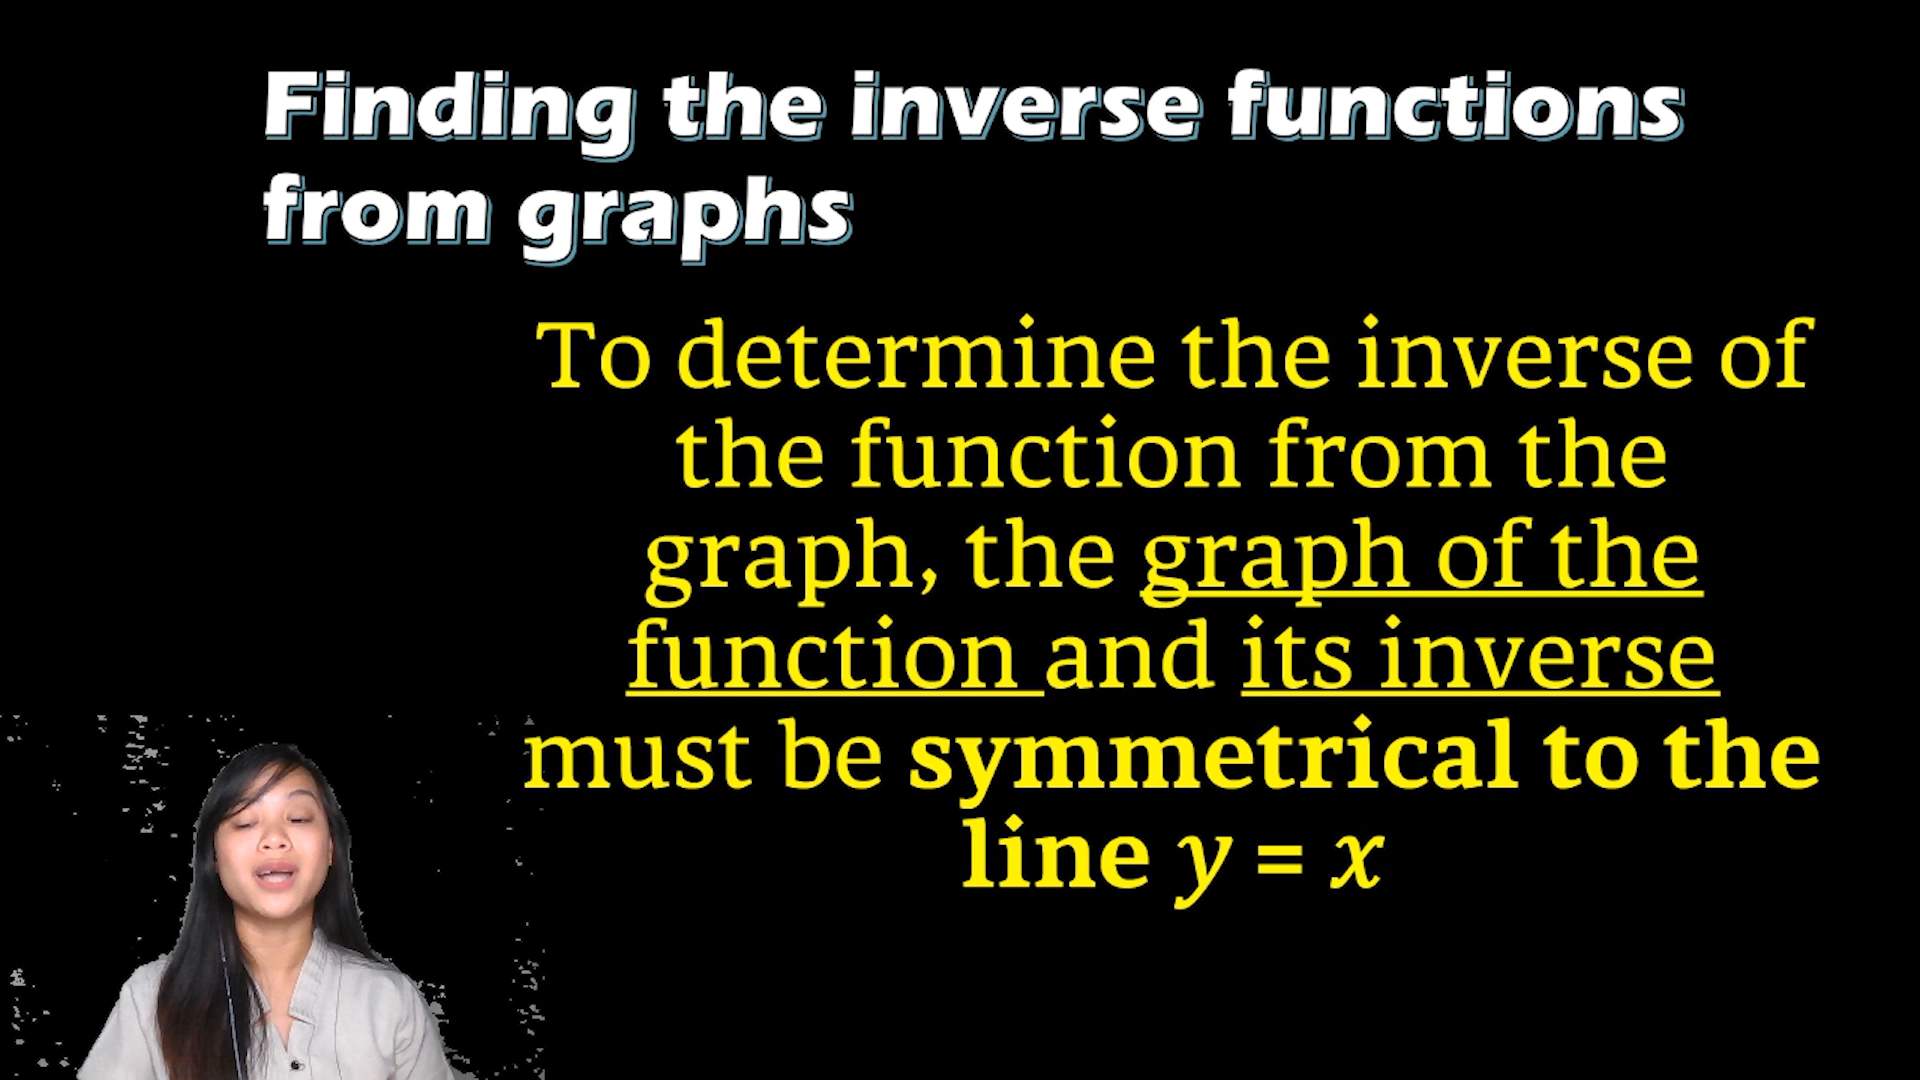 Finding the inverse functions
from graphs
To determine the inverse of
the function from the
graph, the graph of the
function and its inverse
must be symmetrical to the
line y = x